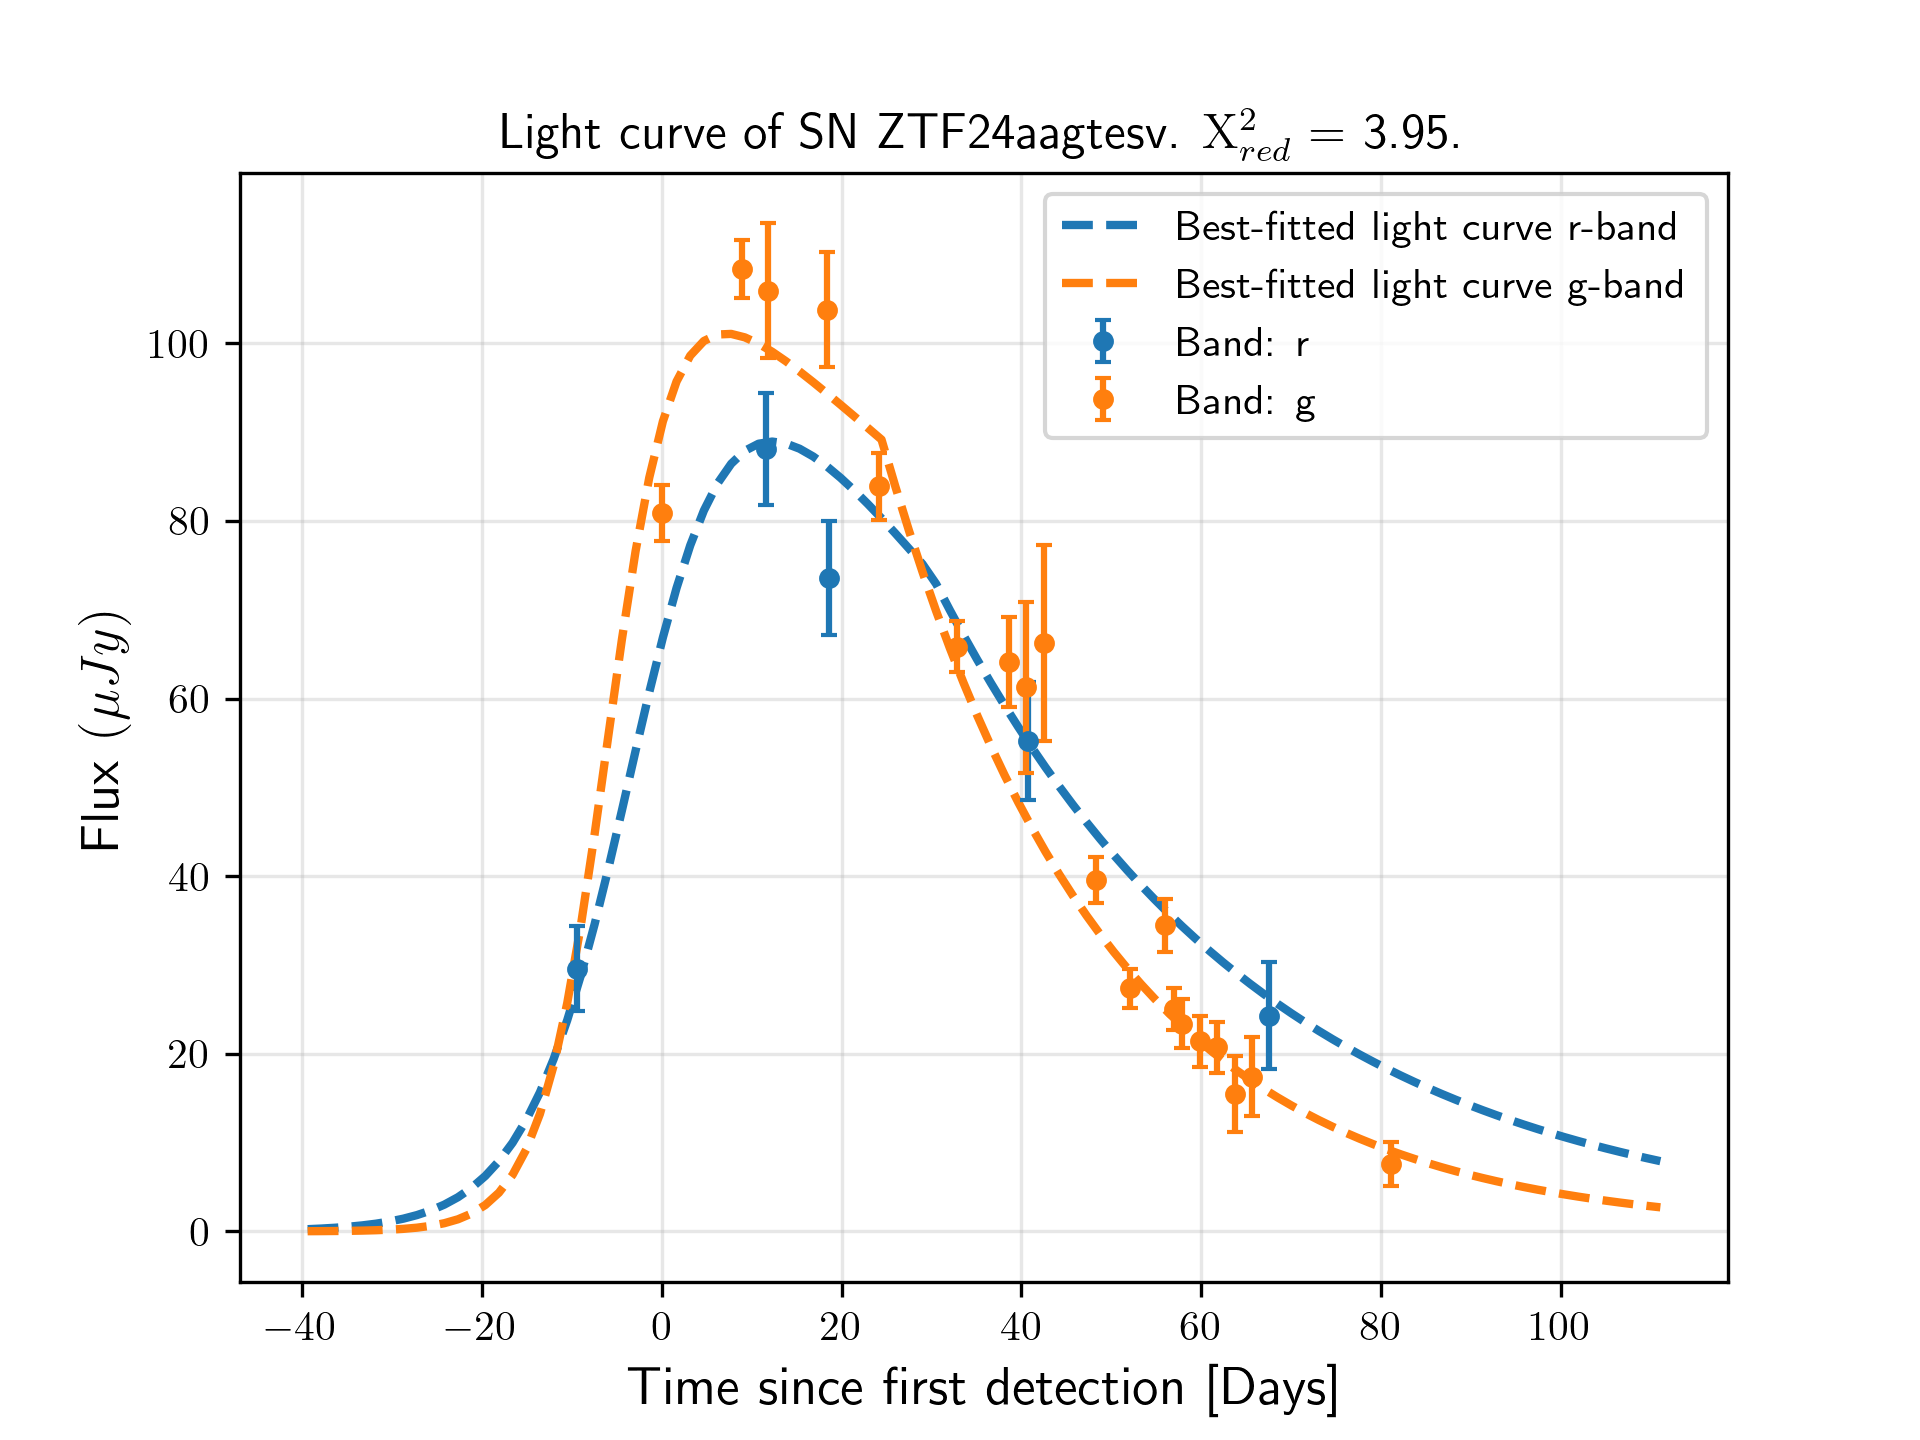 Light curve of SN ZTF24aagtesv. X²_red = 3.95.
Best-fitted light curve r-band
Best-fitted light curve g-band
Band: r
Band: g
Flux (μJy)
100
80
60
40
20
0
−40 −20 0 20 40 60 80 100
Time since first detection [Days]